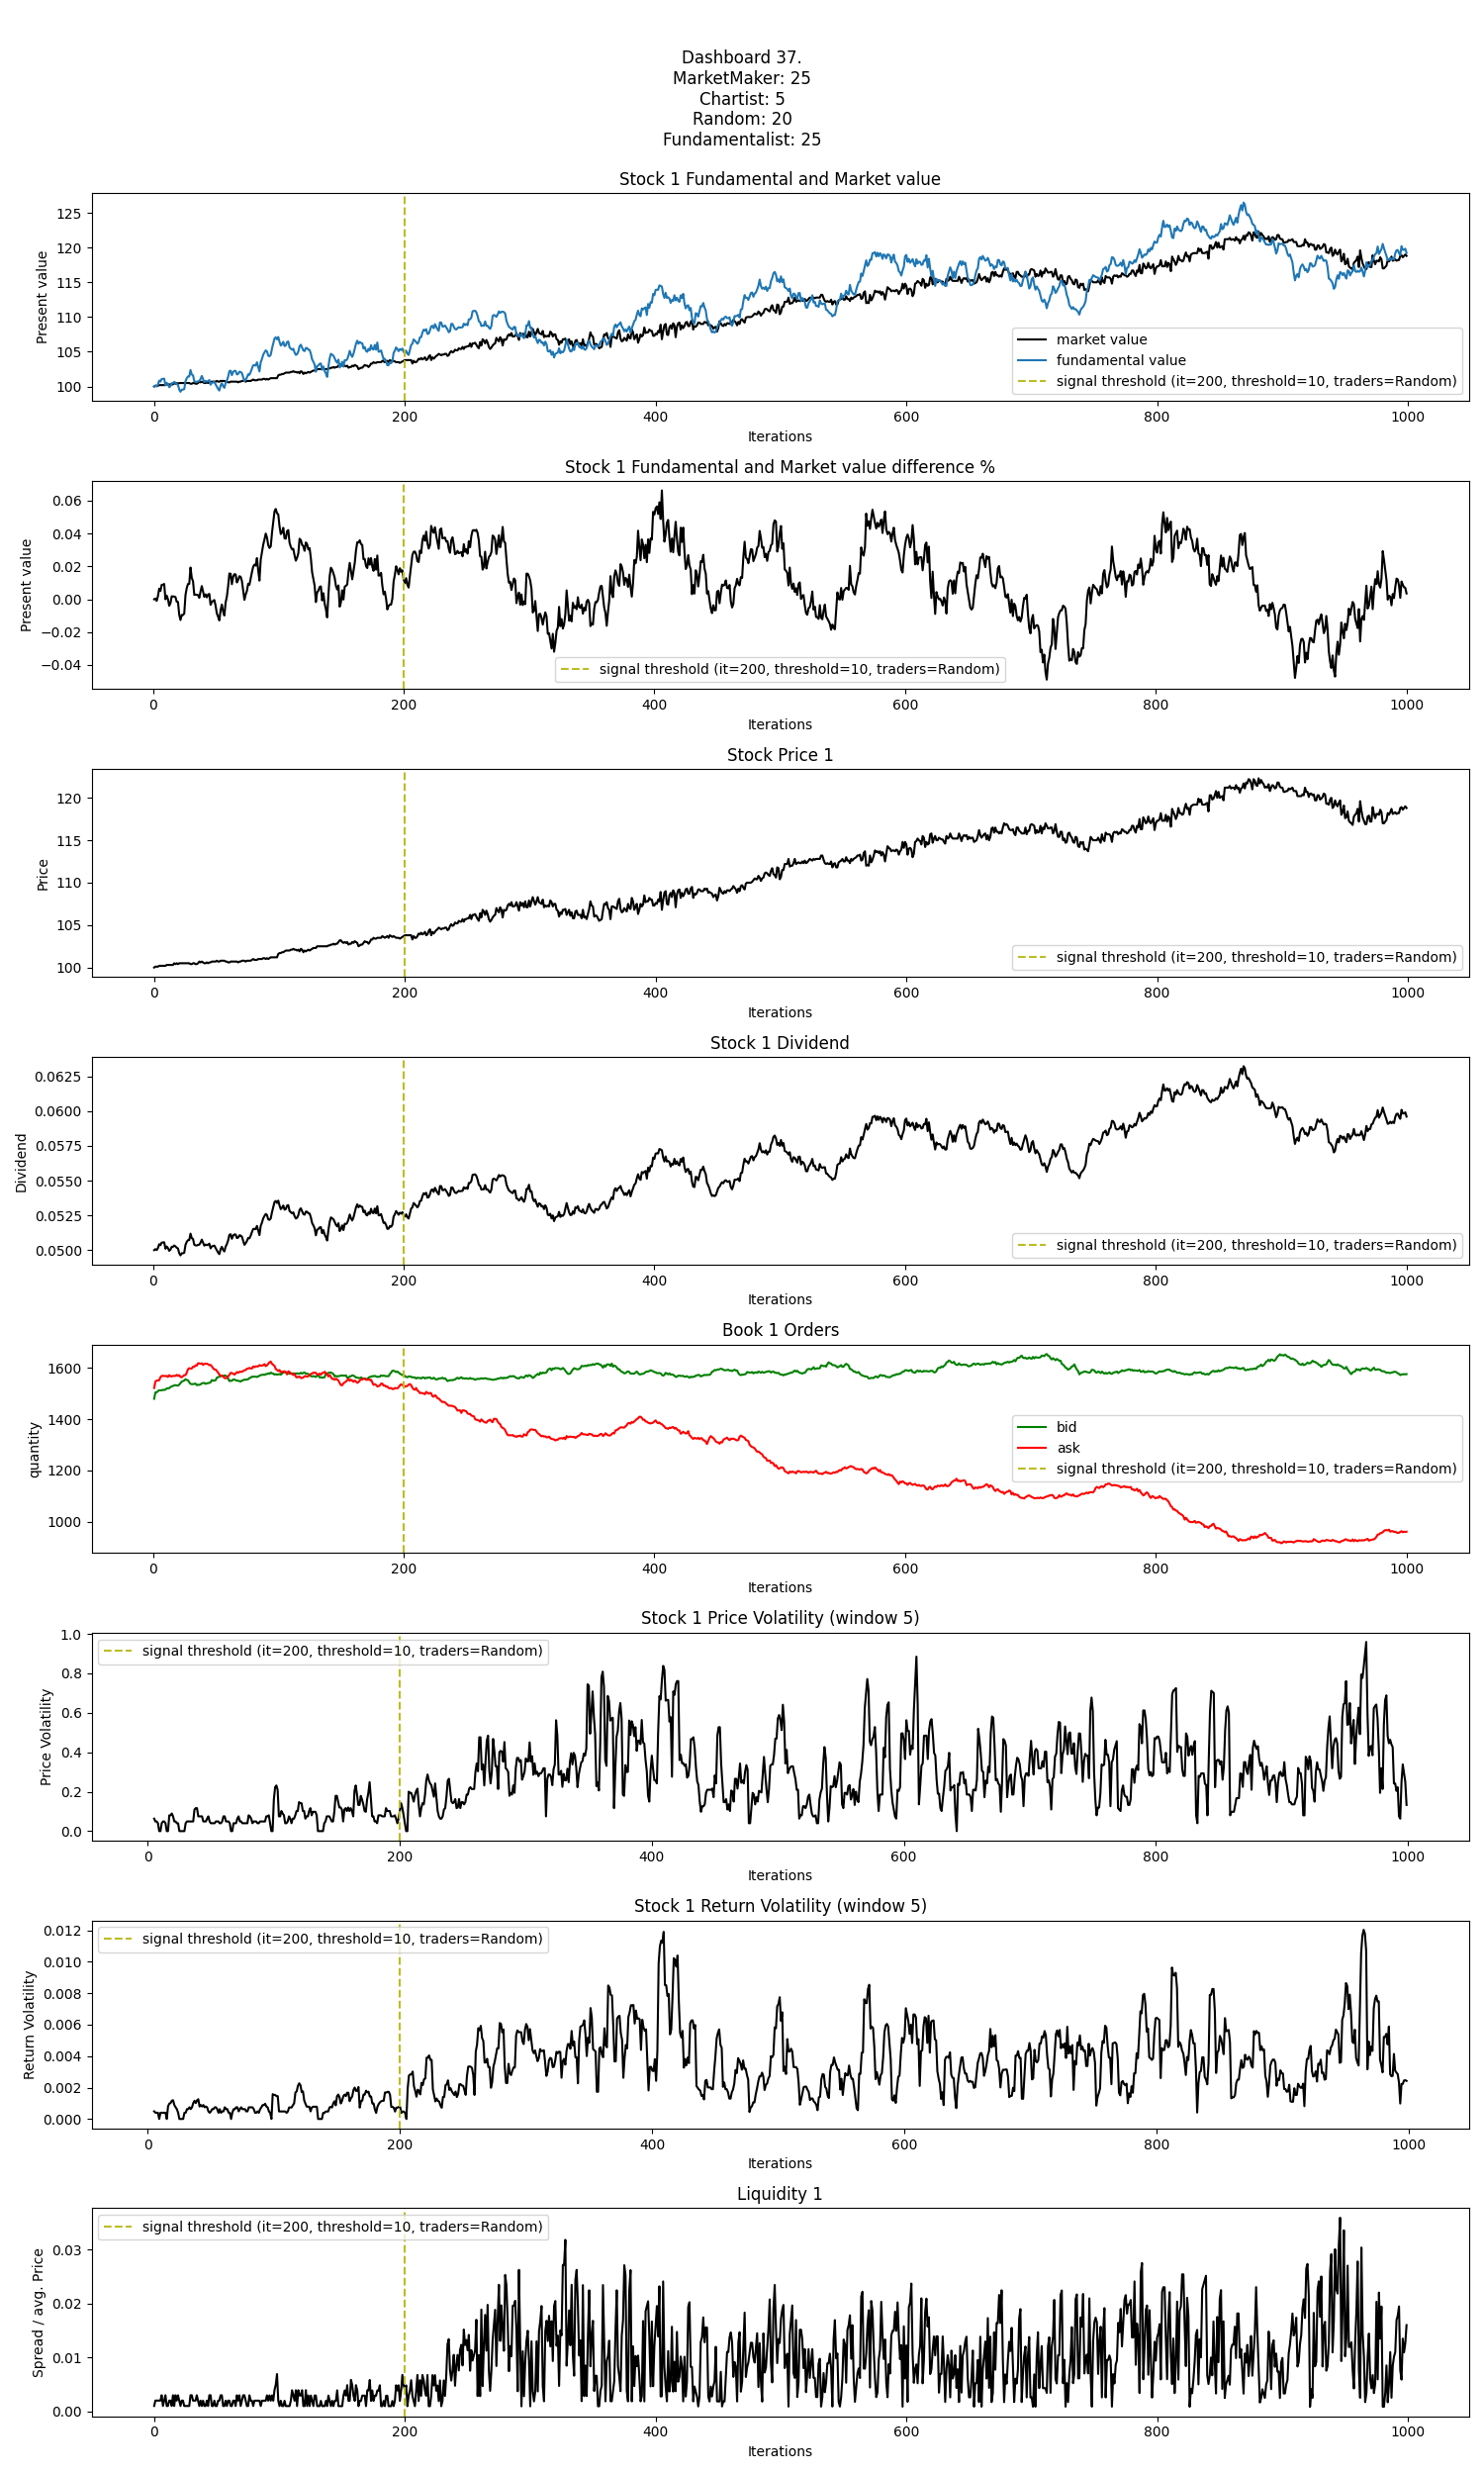 Dashboard 37.
MarketMaker: 25
Chartist: 5
Random: 20
Fundamentalist: 25
Stock 1 Fundamental and Market value
Present value
125
120
115
110
105
100
market value
fundamental value
signal threshold (it=200, threshold=10, traders=Random)
0 200 400 600 800 1000
Iterations
Stock 1 Fundamental and Market value difference %
Present value
0.06
0.04
0.02
0.00
−0.02
−0.04
signal threshold (it=200, threshold=10, traders=Random)
0 200 400 600 800 1000
Iterations
Stock Price 1
Price
120
115
110
105
100
signal threshold (it=200, threshold=10, traders=Random)
0 200 400 600 800 1000
Iterations
Stock 1 Dividend
Dividend
0.0625
0.0600
0.0575
0.0550
0.0525
0.0500
signal threshold (it=200, threshold=10, traders=Random)
0 200 400 600 800 1000
Iterations
Book 1 Orders
quantity
1600
1400
1200
1000
bid
ask
signal threshold (it=200, threshold=10, traders=Random)
0 200 400 600 800 1000
Iterations
Stock 1 Price Volatility (window 5)
Price Volatility
1.0
0.8
0.6
0.4
0.2
0.0
signal threshold (it=200, threshold=10, traders=Random)
0 200 400 600 800 1000
Iterations
Stock 1 Return Volatility (window 5)
Return Volatility
0.012
0.010
0.008
0.006
0.004
0.002
0.000
signal threshold (it=200, threshold=10, traders=Random)
0 200 400 600 800 1000
Iterations
Liquidity 1
Spread / avg. Price
0.03
0.02
0.01
0.00
signal threshold (it=200, threshold=10, traders=Random)
0 200 400 600 800 1000
Iterations